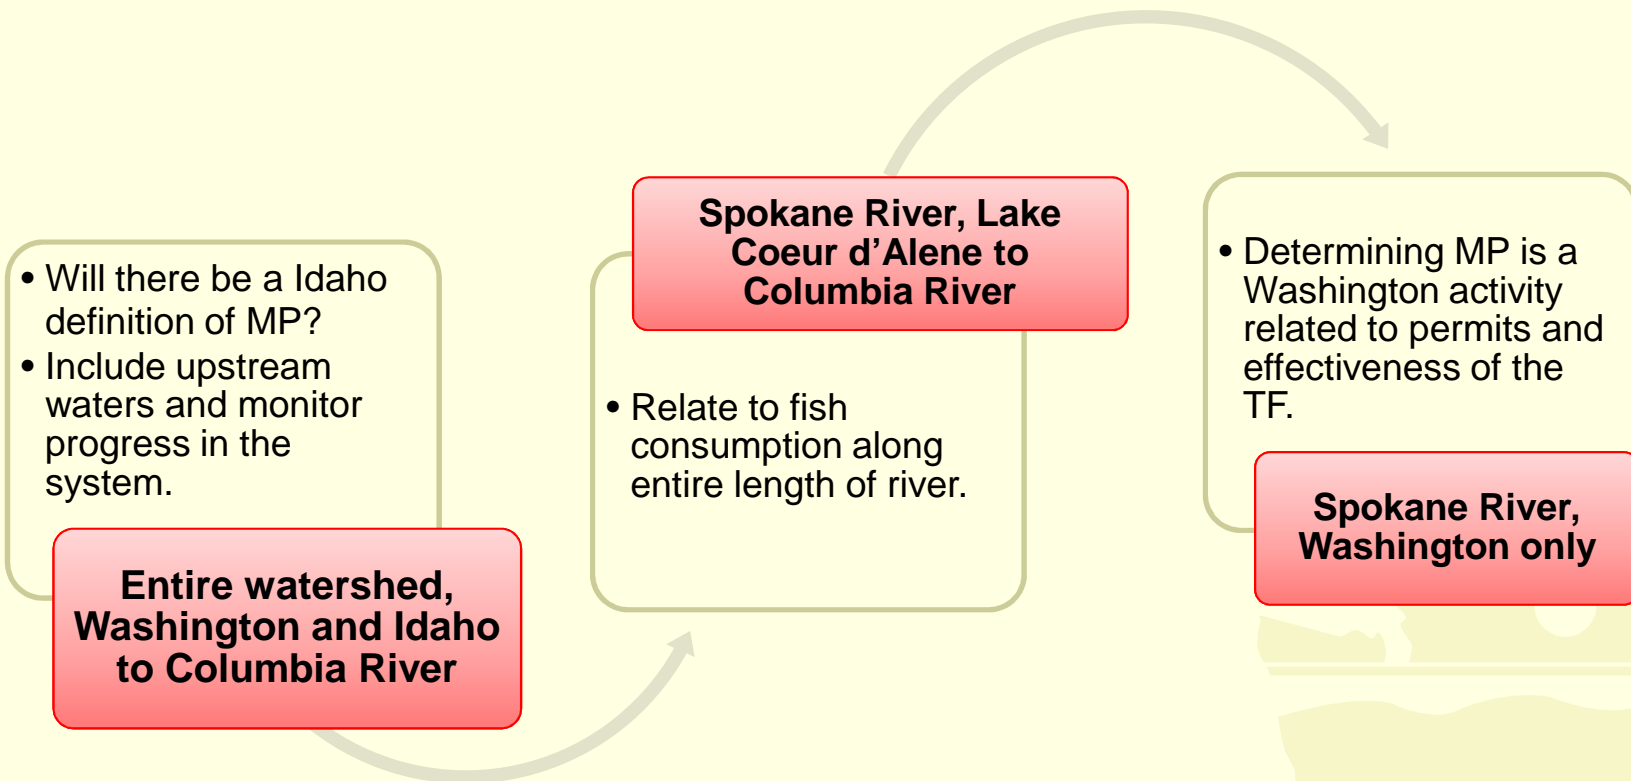 • Will there be a Idaho
definition of MP?
• Include upstream
waters and monitor
progress in the
system.
Entire watershed,
Washington and Idaho
to Columbia River
Spokane River, Lake
Coeur d’Alene to
Columbia River
• Relate to fish
consumption along
entire length of river.
• Determining MP is a
Washington activity
related to permits and
effectiveness of the
TF.
Spokane River,
Washington only